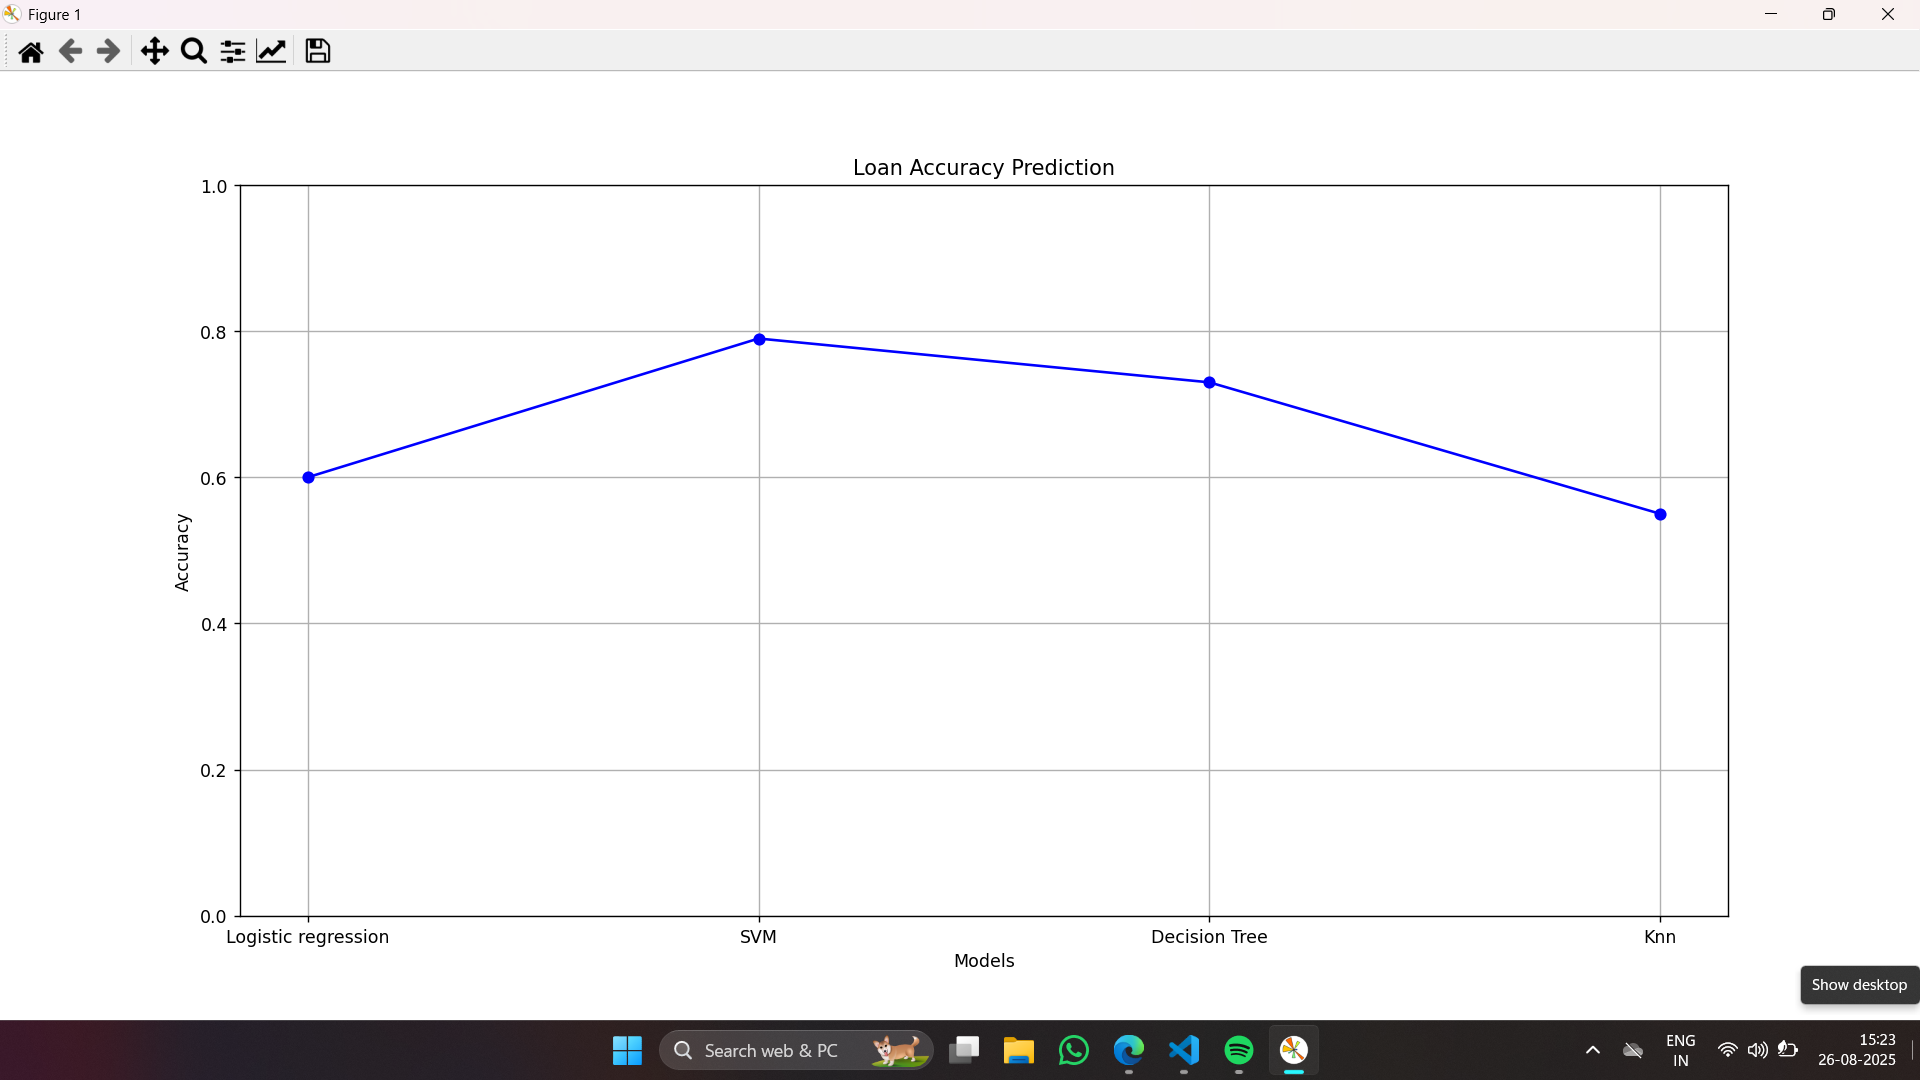 Figure 1
Loan Accuracy Prediction
1.0
0.8
0.6
0.4
0.2
0.0
Accuracy
Logistic regression
SVM
Decision Tree
Knn
Models
Show desktop
Search web & PC
ENG
IN
15:23
26-08-2025